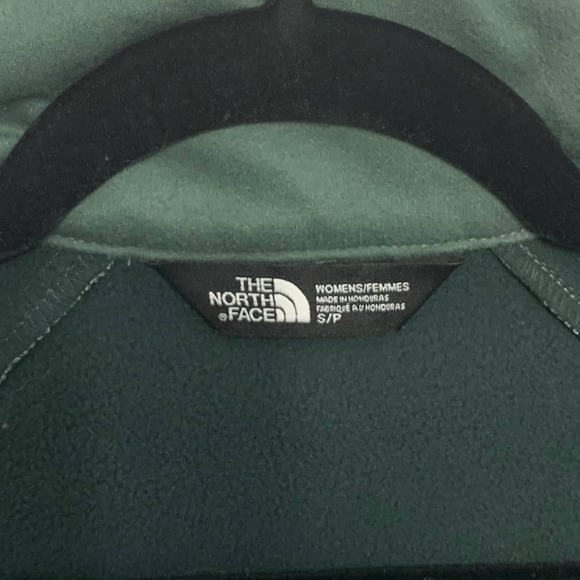 THE
NORTH
®FACE
WOMENS/FEMMES
MADE IN HONDURAS
FABRIQUÉ AU HONDURAS
S/P